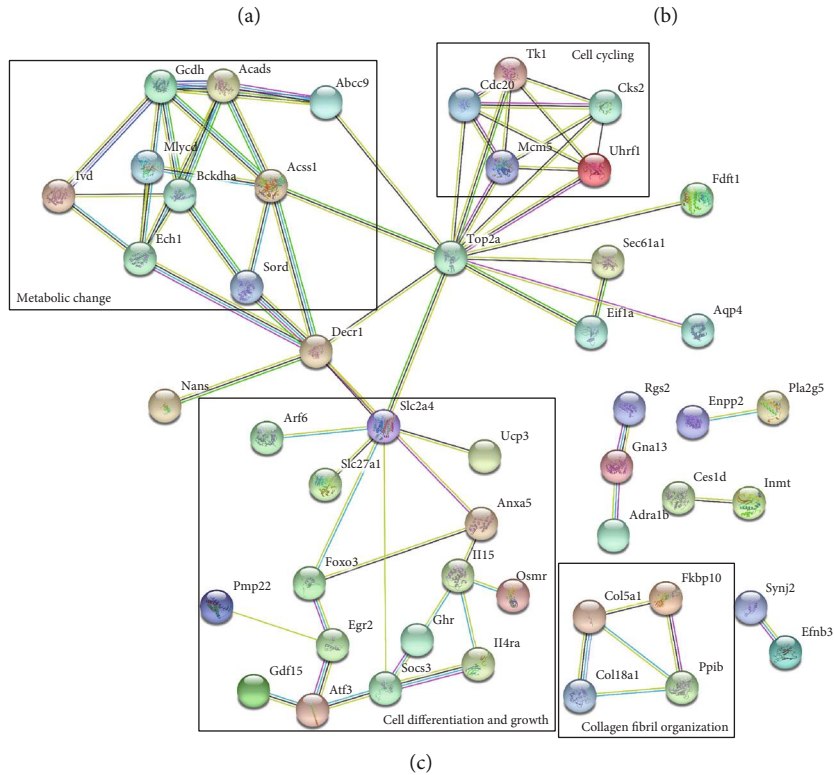 (a)
(b)
Tk1
Cell cycling
Gcdh
Acads
Abcc9
Cdc20
Cks2
Mlycd
Mcm5
Uhrf1
Ivd
Bckdha
Acss1
Fdft1
Ech1
Top2a
Sec61a1
Sord
Metabolic change
Eif1a
Aqp4
Decr1
Nans
Rgs2
Enpp2
Pla2g5
Arf6
Slc2a4
Ucp3
Gna13
Slc27a1
Ces1d
Inmt
Anxa5
Adra1b
Foxo3
II15
Osmr
Pmp22
Col5a1
Fkbp10
Synj2
Egr2
Ghr
II4ra
Efnb3
Gdf15
Atf3
Socs3
Col18a1
Ppib
Cell differentiation and growth
Collagen fibril organization
(c)